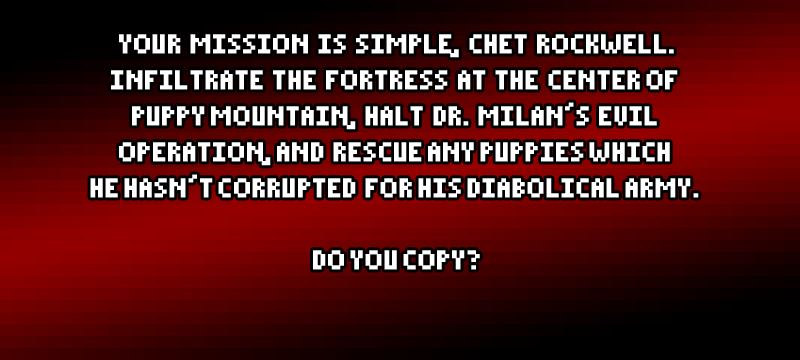 YOUR MISSION IS SIMPLE, CHET ROCKWELL.
INFILTRATE THE FORTRESS AT THE CENTER OF
PUPPY MOUNTAIN, HALT DR. MILAN'S EVIL
OPERATION, AND RESCUE ANY PUPPIES WHICH
HE HASN'T CORRUPTED FOR HIS DIABOLICAL ARMY.
DO YOU COPY?